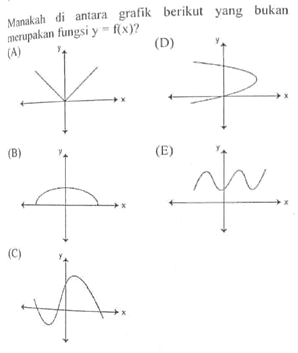 Manakah di antara grafik berikut yang bukan
merupakan fungsi y = f(x)?
(A)
y
x
(B)
y
x
(C)
y
x
(D)
y
x
(E)
y
x